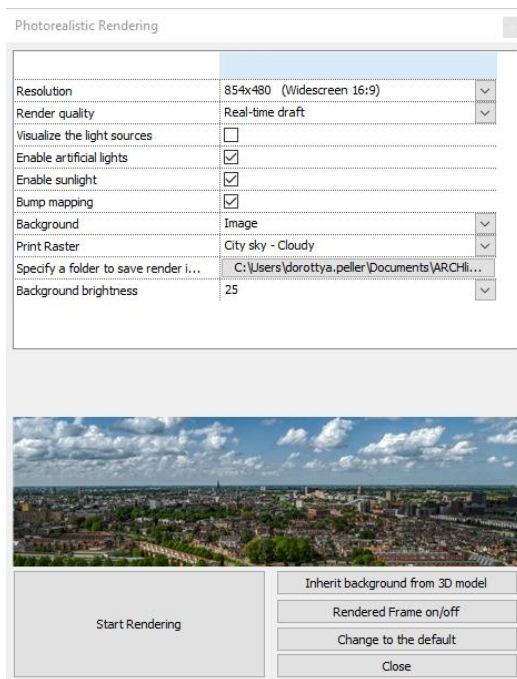 Photorealistic Rendering
Resolution 854x480 (Widescreen 16:9)
Render quality Real-time draft
Visualize the light sources
Enable artificial lights
Enable sunlight
Bump mapping
Background Image
Print Raster City sky - Cloudy
Specify a folder to save render i... C:\Users\dorottya.peller\Documents\ARCHli...
Background brightness 25
Start Rendering
Inherit background from 3D model
Rendered Frame on/off
Change to the default
Close